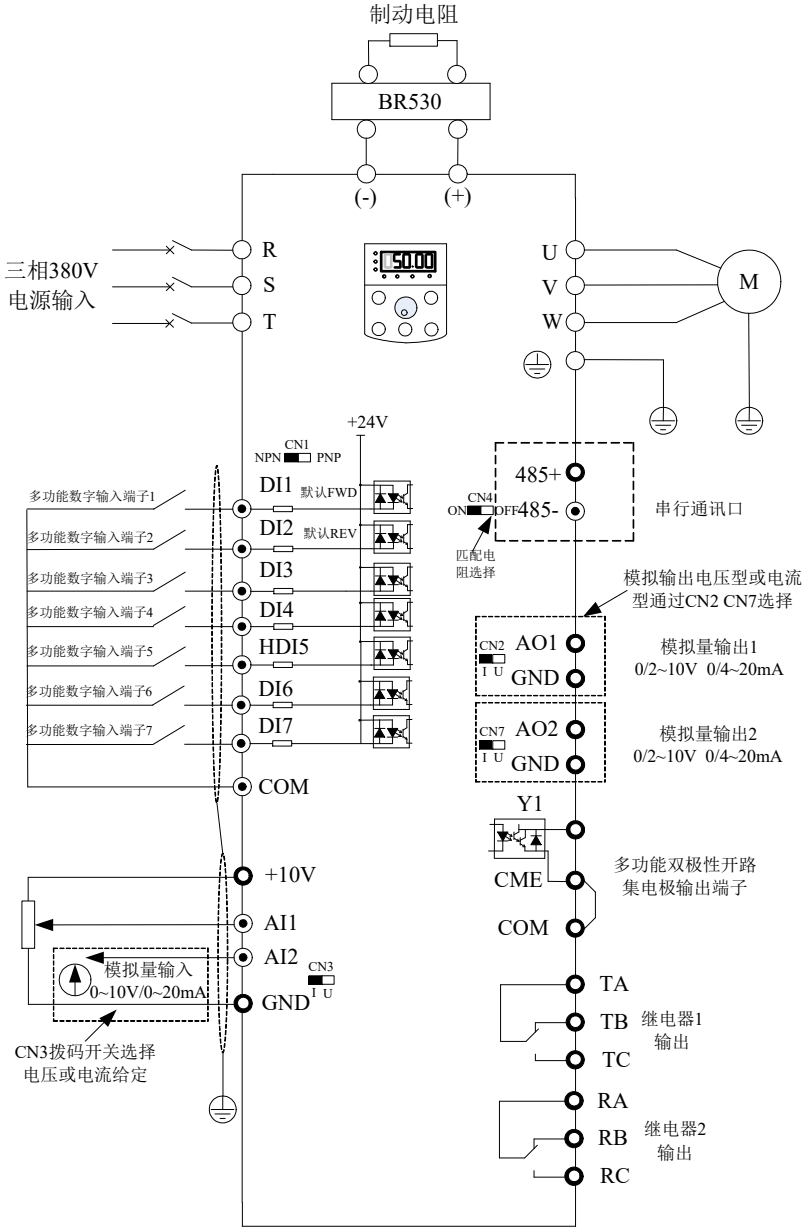 制动电阻
BR530
(-)
(+)
三相380V
电源输入
R
S
T
50.00
U
V
W
M
+24V
CN1
NPN PNP
多功能数字输入端子1
DI1
默认FWD
多功能数字输入端子2
DI2
默认REV
多功能数字输入端子3
DI3
多功能数字输入端子4
DI4
多功能数字输入端子5
HDI5
多功能数字输入端子6
DI6
多功能数字输入端子7
DI7
COM
485+
CN4
ON OFF
485-
匹配电
阻选择
串行通讯口
模拟输出电压型或电流
型通过CN2 CN7选择
CN2
I U
AO1
GND
模拟量输出1
0/2~10V 0/4~20mA
CN7
I U
AO2
GND
模拟量输出2
0/2~10V 0/4~20mA
Y1
CME
COM
多功能双极性开路
集电极输出端子
+10V
AI1
AI2
CN3
I U
GND
模拟量输入
0~10V/0~20mA
CN3拨码开关选择
电压或电流给定
TA
TB
TC
继电器1
输出
RA
RB
RC
继电器2
输出